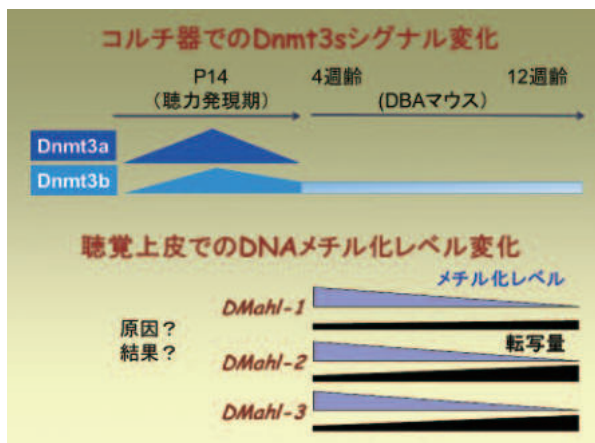 コルチ器でのDnmt3sシグナル変化
P14
（聴力発現期）
4週齢
12週齢
(DBAマウス)
Dnmt3a
Dnmt3b
聴覚上皮でのDNAメチル化レベル変化
メチル化レベル
DMahl-1
原因？
結果？
転写量
DMahl-2
DMahl-3